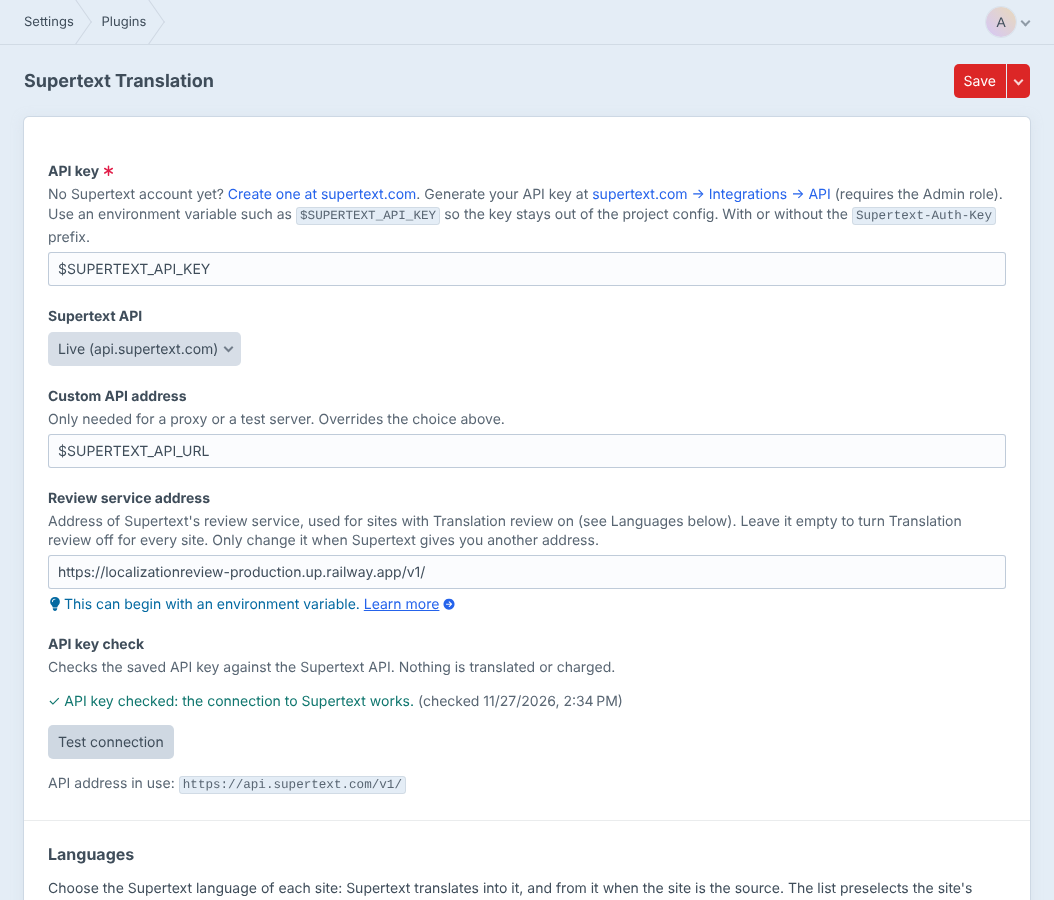 Settings
Plugins
A
Supertext Translation
Save
API key *
No Supertext account yet? Create one at supertext.com. Generate your API key at supertext.com → Integrations → API (requires the Admin role).
Use an environment variable such as $SUPERTEXT_API_KEY so the key stays out of the project config. With or without the Supertext-Auth-Key
prefix.
$SUPERTEXT_API_KEY
Supertext API
Live (api.supertext.com)
Custom API address
Only needed for a proxy or a test server. Overrides the choice above.
$SUPERTEXT_API_URL
Review service address
Address of Supertext's review service, used for sites with Translation review on (see Languages below). Leave it empty to turn Translation
review off for every site. Only change it when Supertext gives you another address.
https://localizationreview-production.up.railway.app/v1/
This can begin with an environment variable. Learn more
API key check
Checks the saved API key against the Supertext API. Nothing is translated or charged.
✓ API key checked: the connection to Supertext works. (checked 11/27/2026, 2:34 PM)
Test connection
API address in use: https://api.supertext.com/v1/
Languages
Choose the Supertext language of each site: Supertext translates into it, and from it when the site is the source. The list preselects the site's